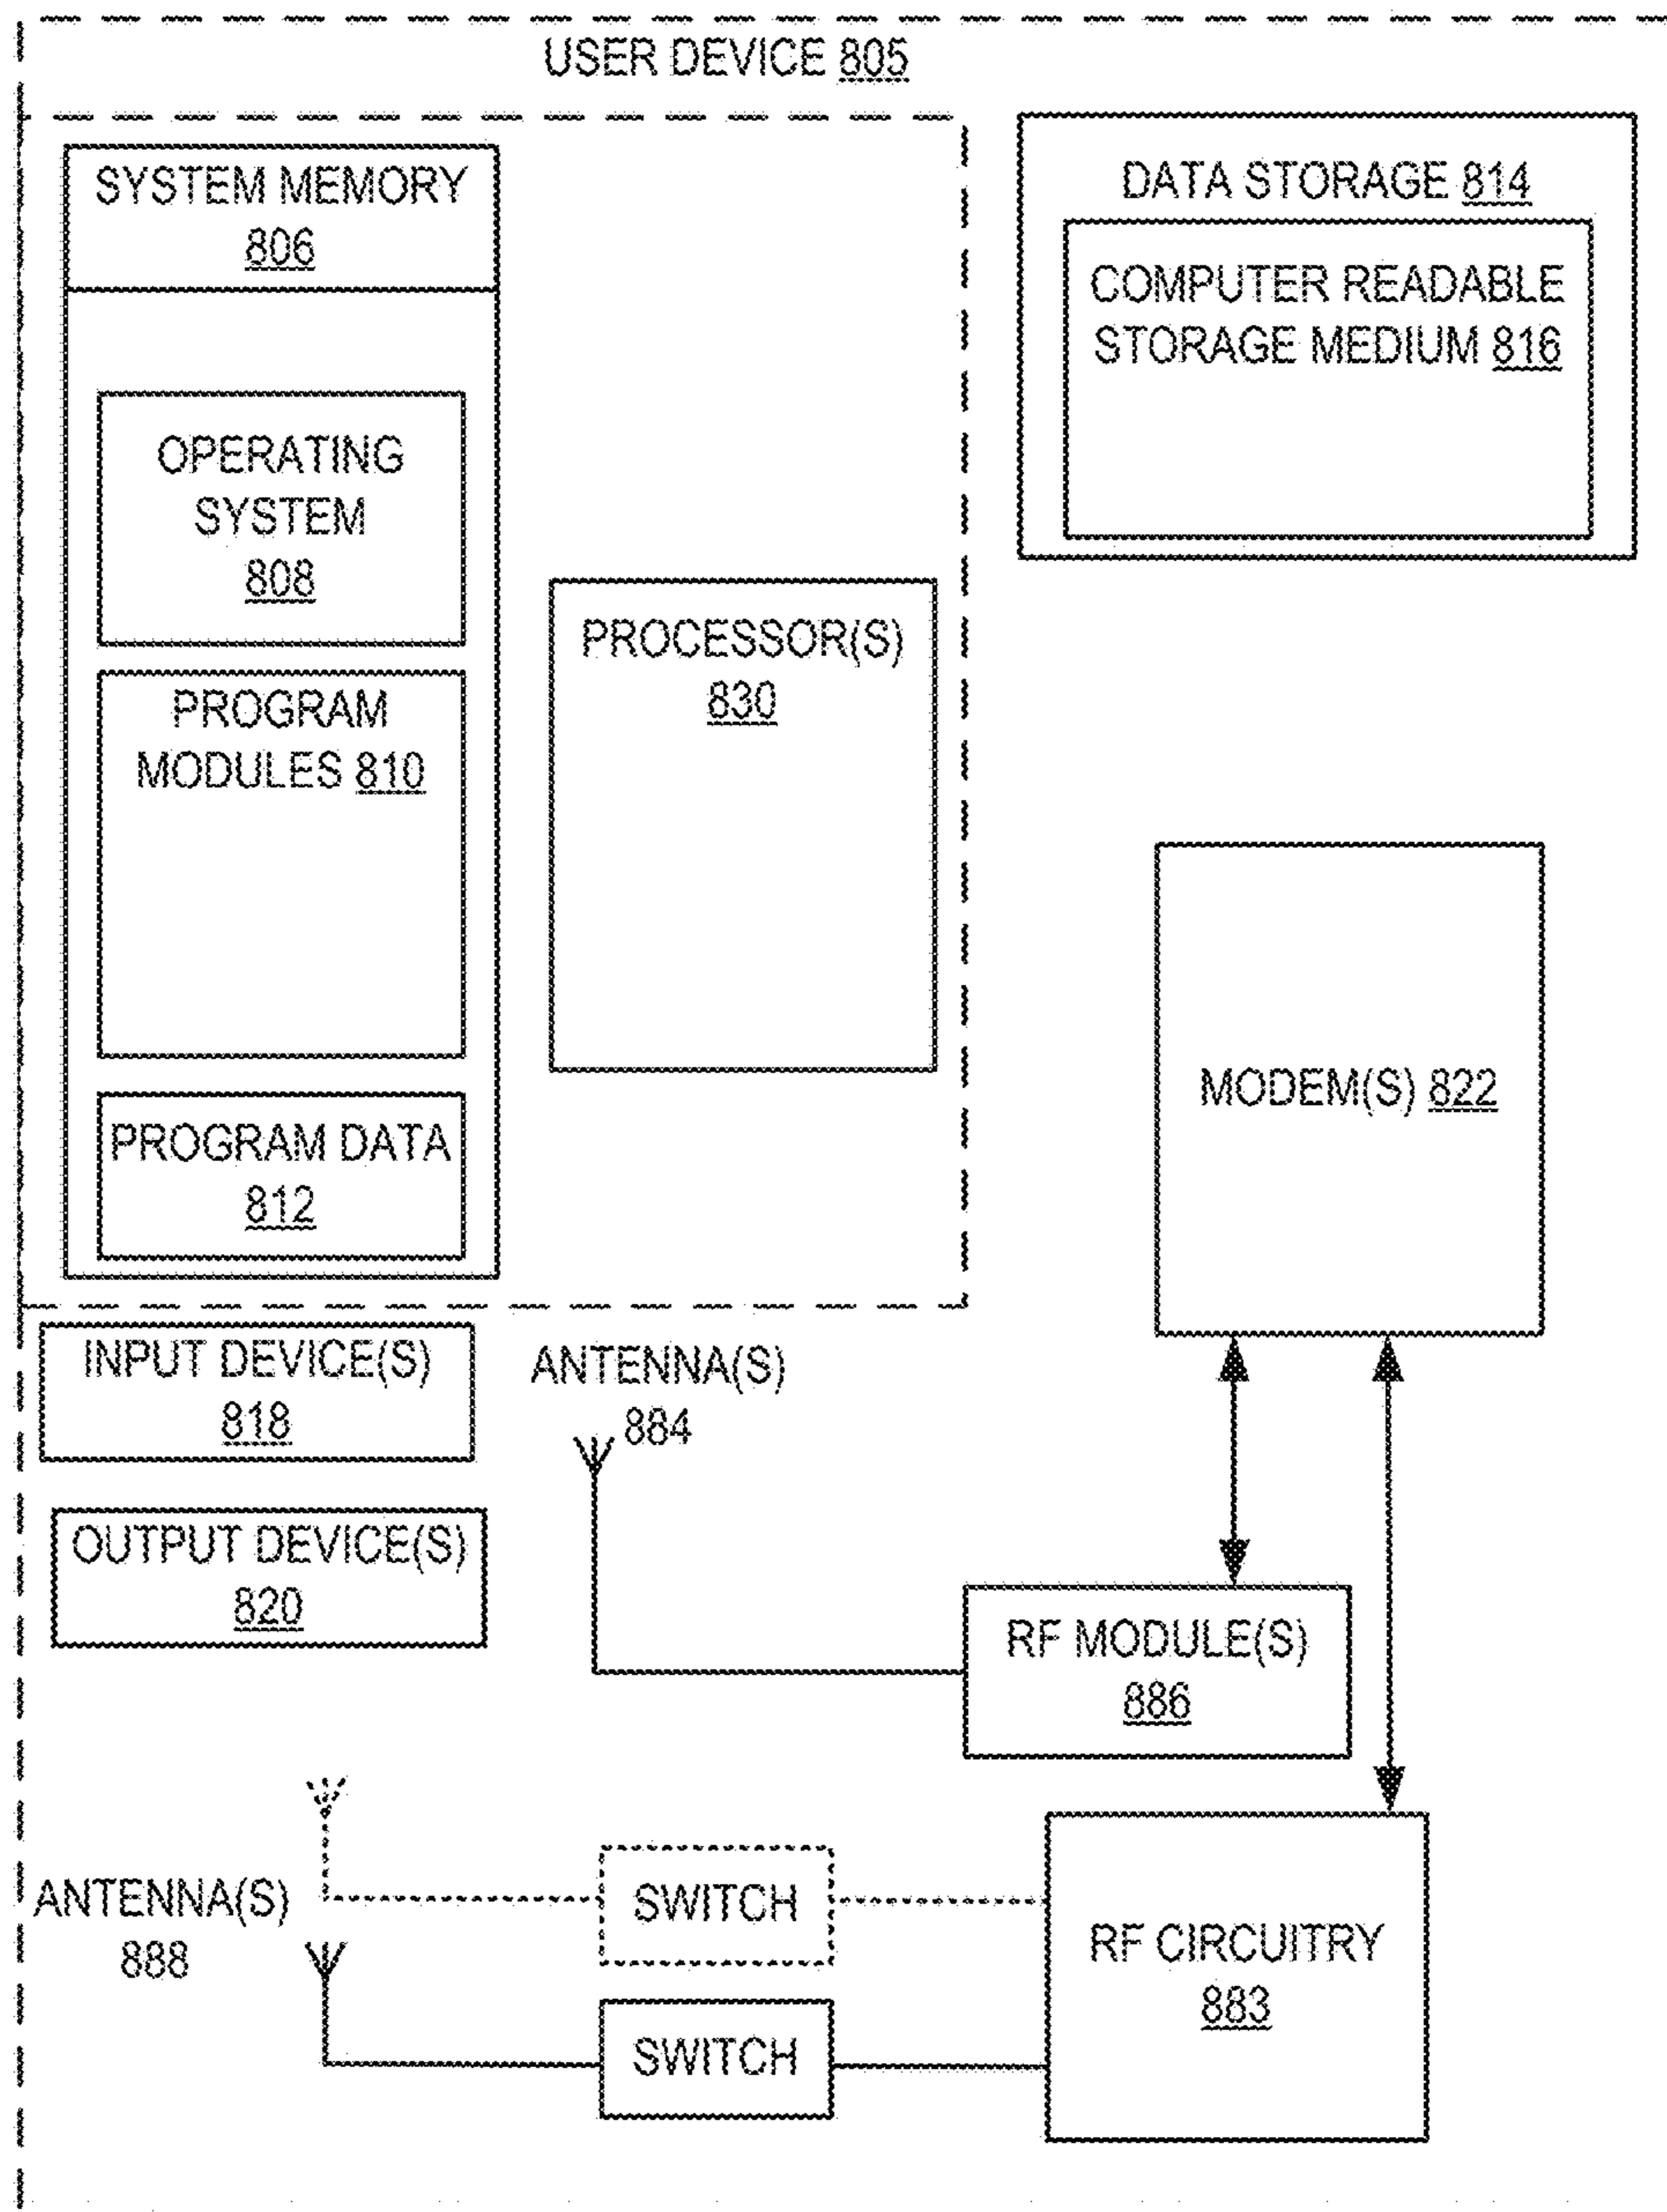 USER DEVICE 805
SYSTEM MEMORY
806
OPERATING
SYSTEM
808
PROGRAM
MODULES 810
PROGRAM DATA
812
PROCESSOR(S)
830
DATA STORAGE 814
COMPUTER READABLE
STORAGE MEDIUM 816
MODEM(S) 822
INPUT DEVICE(S)
818
OUTPUT DEVICE(S)
820
ANTENNA(S)
884
RF MODULE(S)
886
ANTENNA(S)
888
SWITCH
SWITCH
RF CIRCUITRY
883